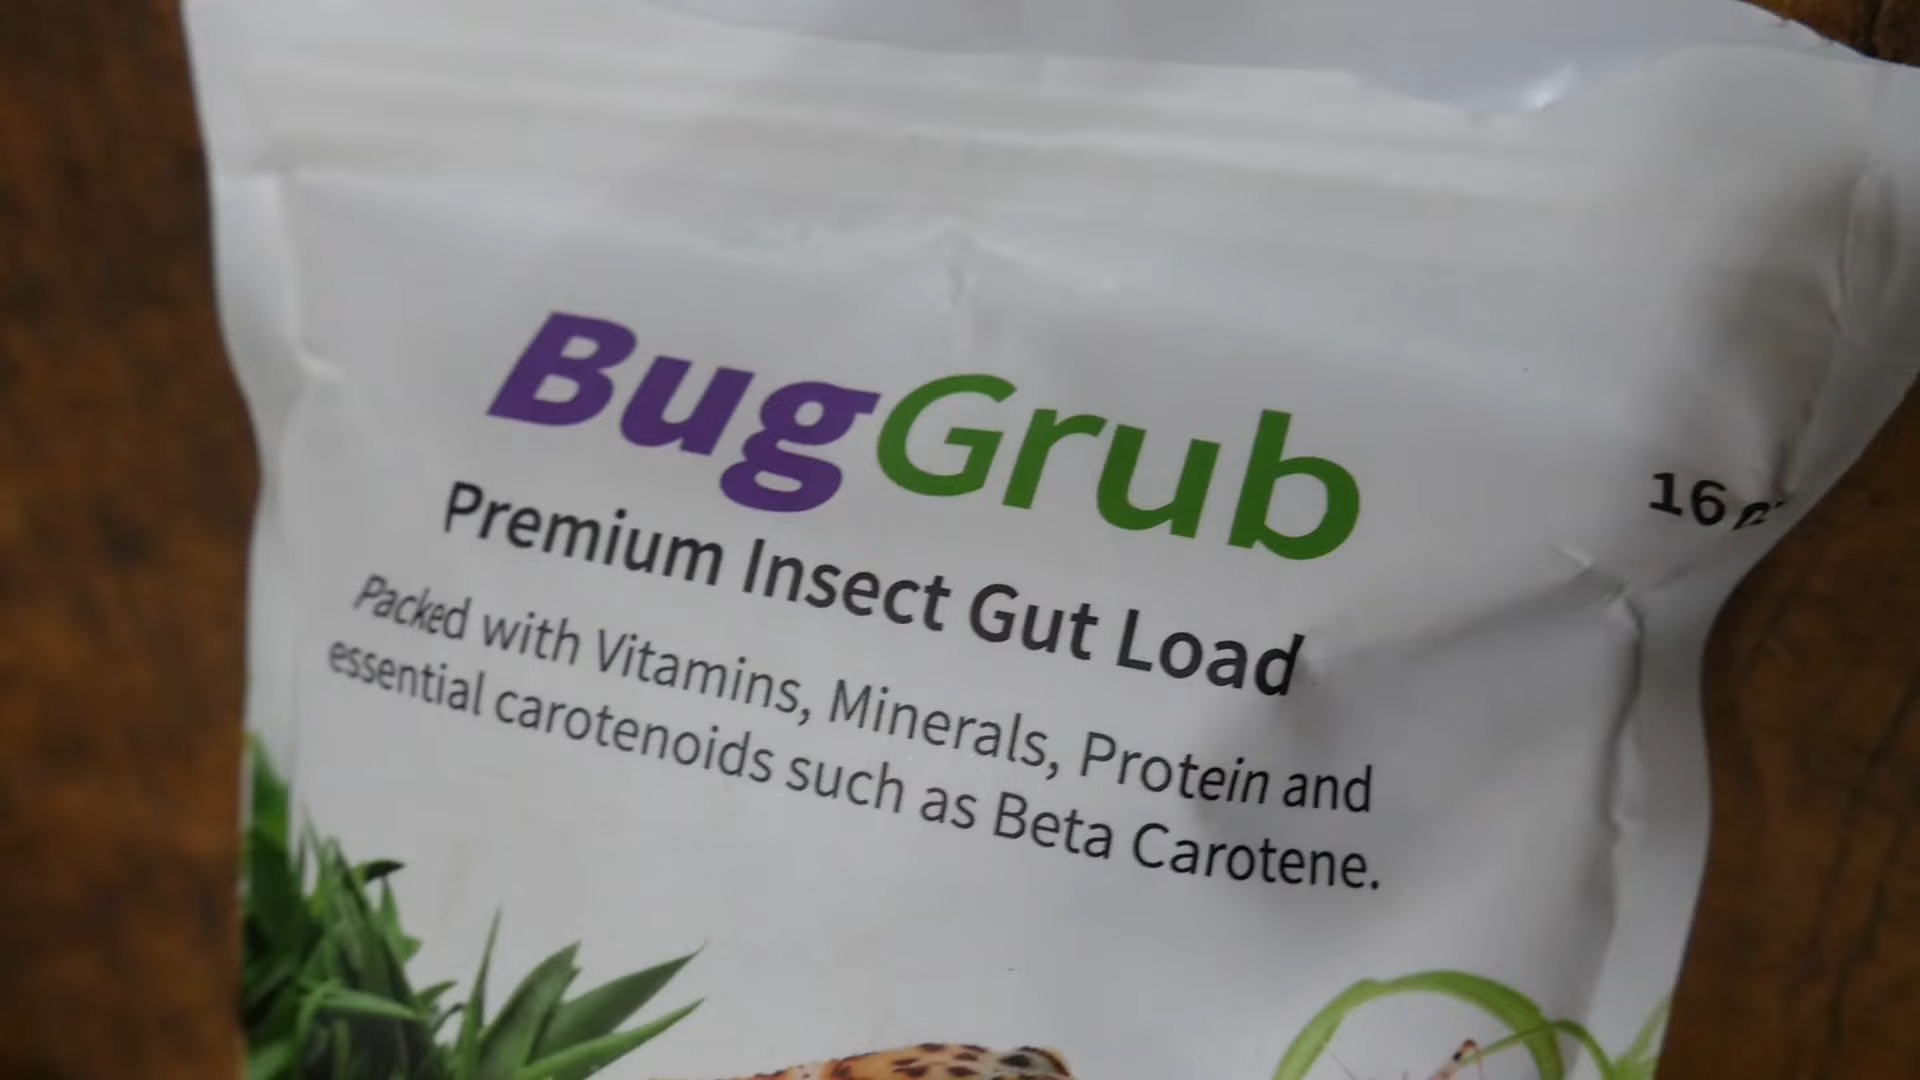 BugGrub
16
Premium Insect Gut Load
Packed with Vitamins, Minerals, Protein and
essential carotenoids such as Beta Carotene.